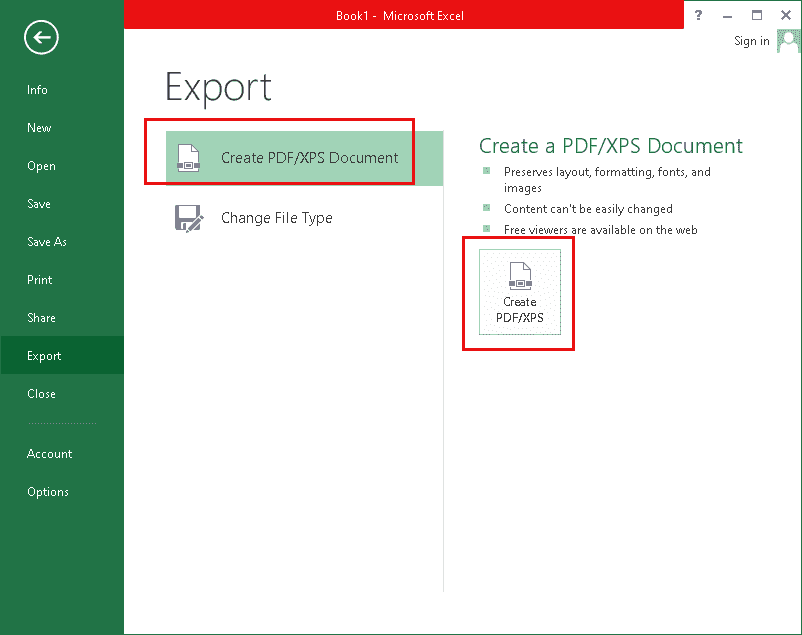 Book1 - Microsoft Excel
?
Sign in
Info
New
Open
Save
Save As
Print
Share
Export
Close
Account
Options
Export
Create PDF/XPS Document
Change File Type
Create a PDF/XPS Document
Preserves layout, formatting, fonts, and
images
Content can't be easily changed
Free viewers are available on the web
Create
PDF/XPS